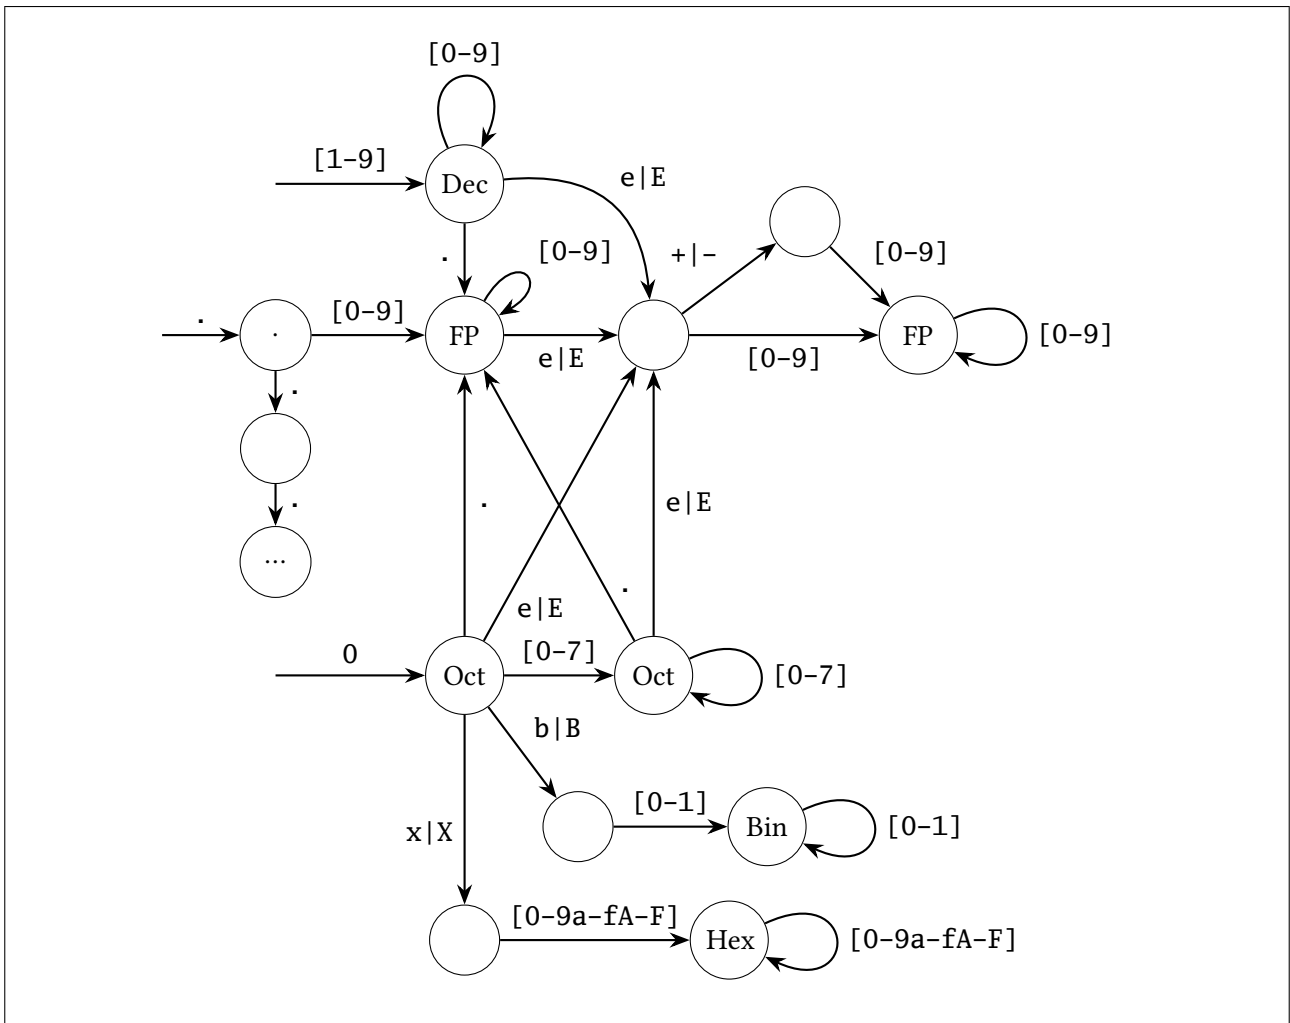 [0-9]
[1-9]
Dec
e|E
.
[0-9]
+|-
[0-9]
.
.
[0-9]
FP
e|E
[0-9]
FP
[0-9]
.
.
...
.
e|E
.
e|E
0
Oct
[0-7]
Oct
[0-7]
b|B
x|X
[0-1]
Bin
[0-1]
[0-9a-fA-F]
Hex
[0-9a-fA-F]